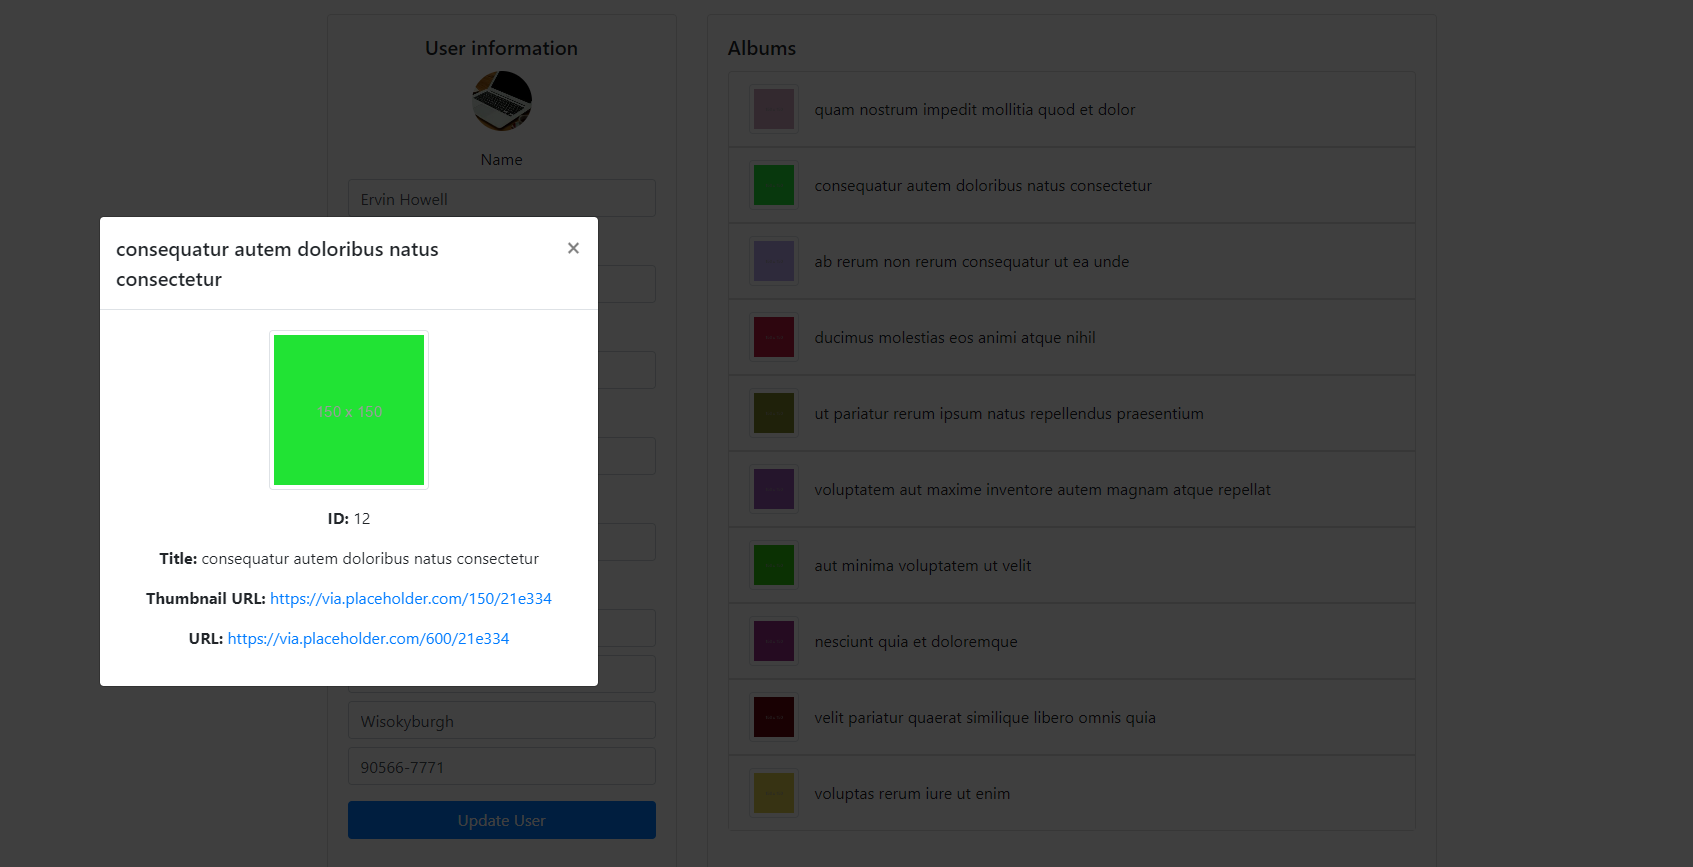 User information
Name
Ervin Howell
Wisokyburgh
90566-7771
Update User
Albums
quam nostrum impedit mollitia quod et dolor
consequatur autem doloribus natus consectetur
ab rerum non rerum consequatur ut ea unde
ducimus molestias eos animi atque nihil
ut pariatur rerum ipsum natus repellendus praesentium
voluptatem aut maxime inventore autem magnam atque repellat
aut minima voluptatem ut velit
nesciunt quia et doloremque
velit pariatur quaerat similique libero omnis quia
voluptas rerum iure ut enim
consequatur autem doloribus natus
consectetur
×
150 x 150
ID: 12
Title: consequatur autem doloribus natus consectetur
Thumbnail URL: https://via.placeholder.com/150/21e334
URL: https://via.placeholder.com/600/21e334